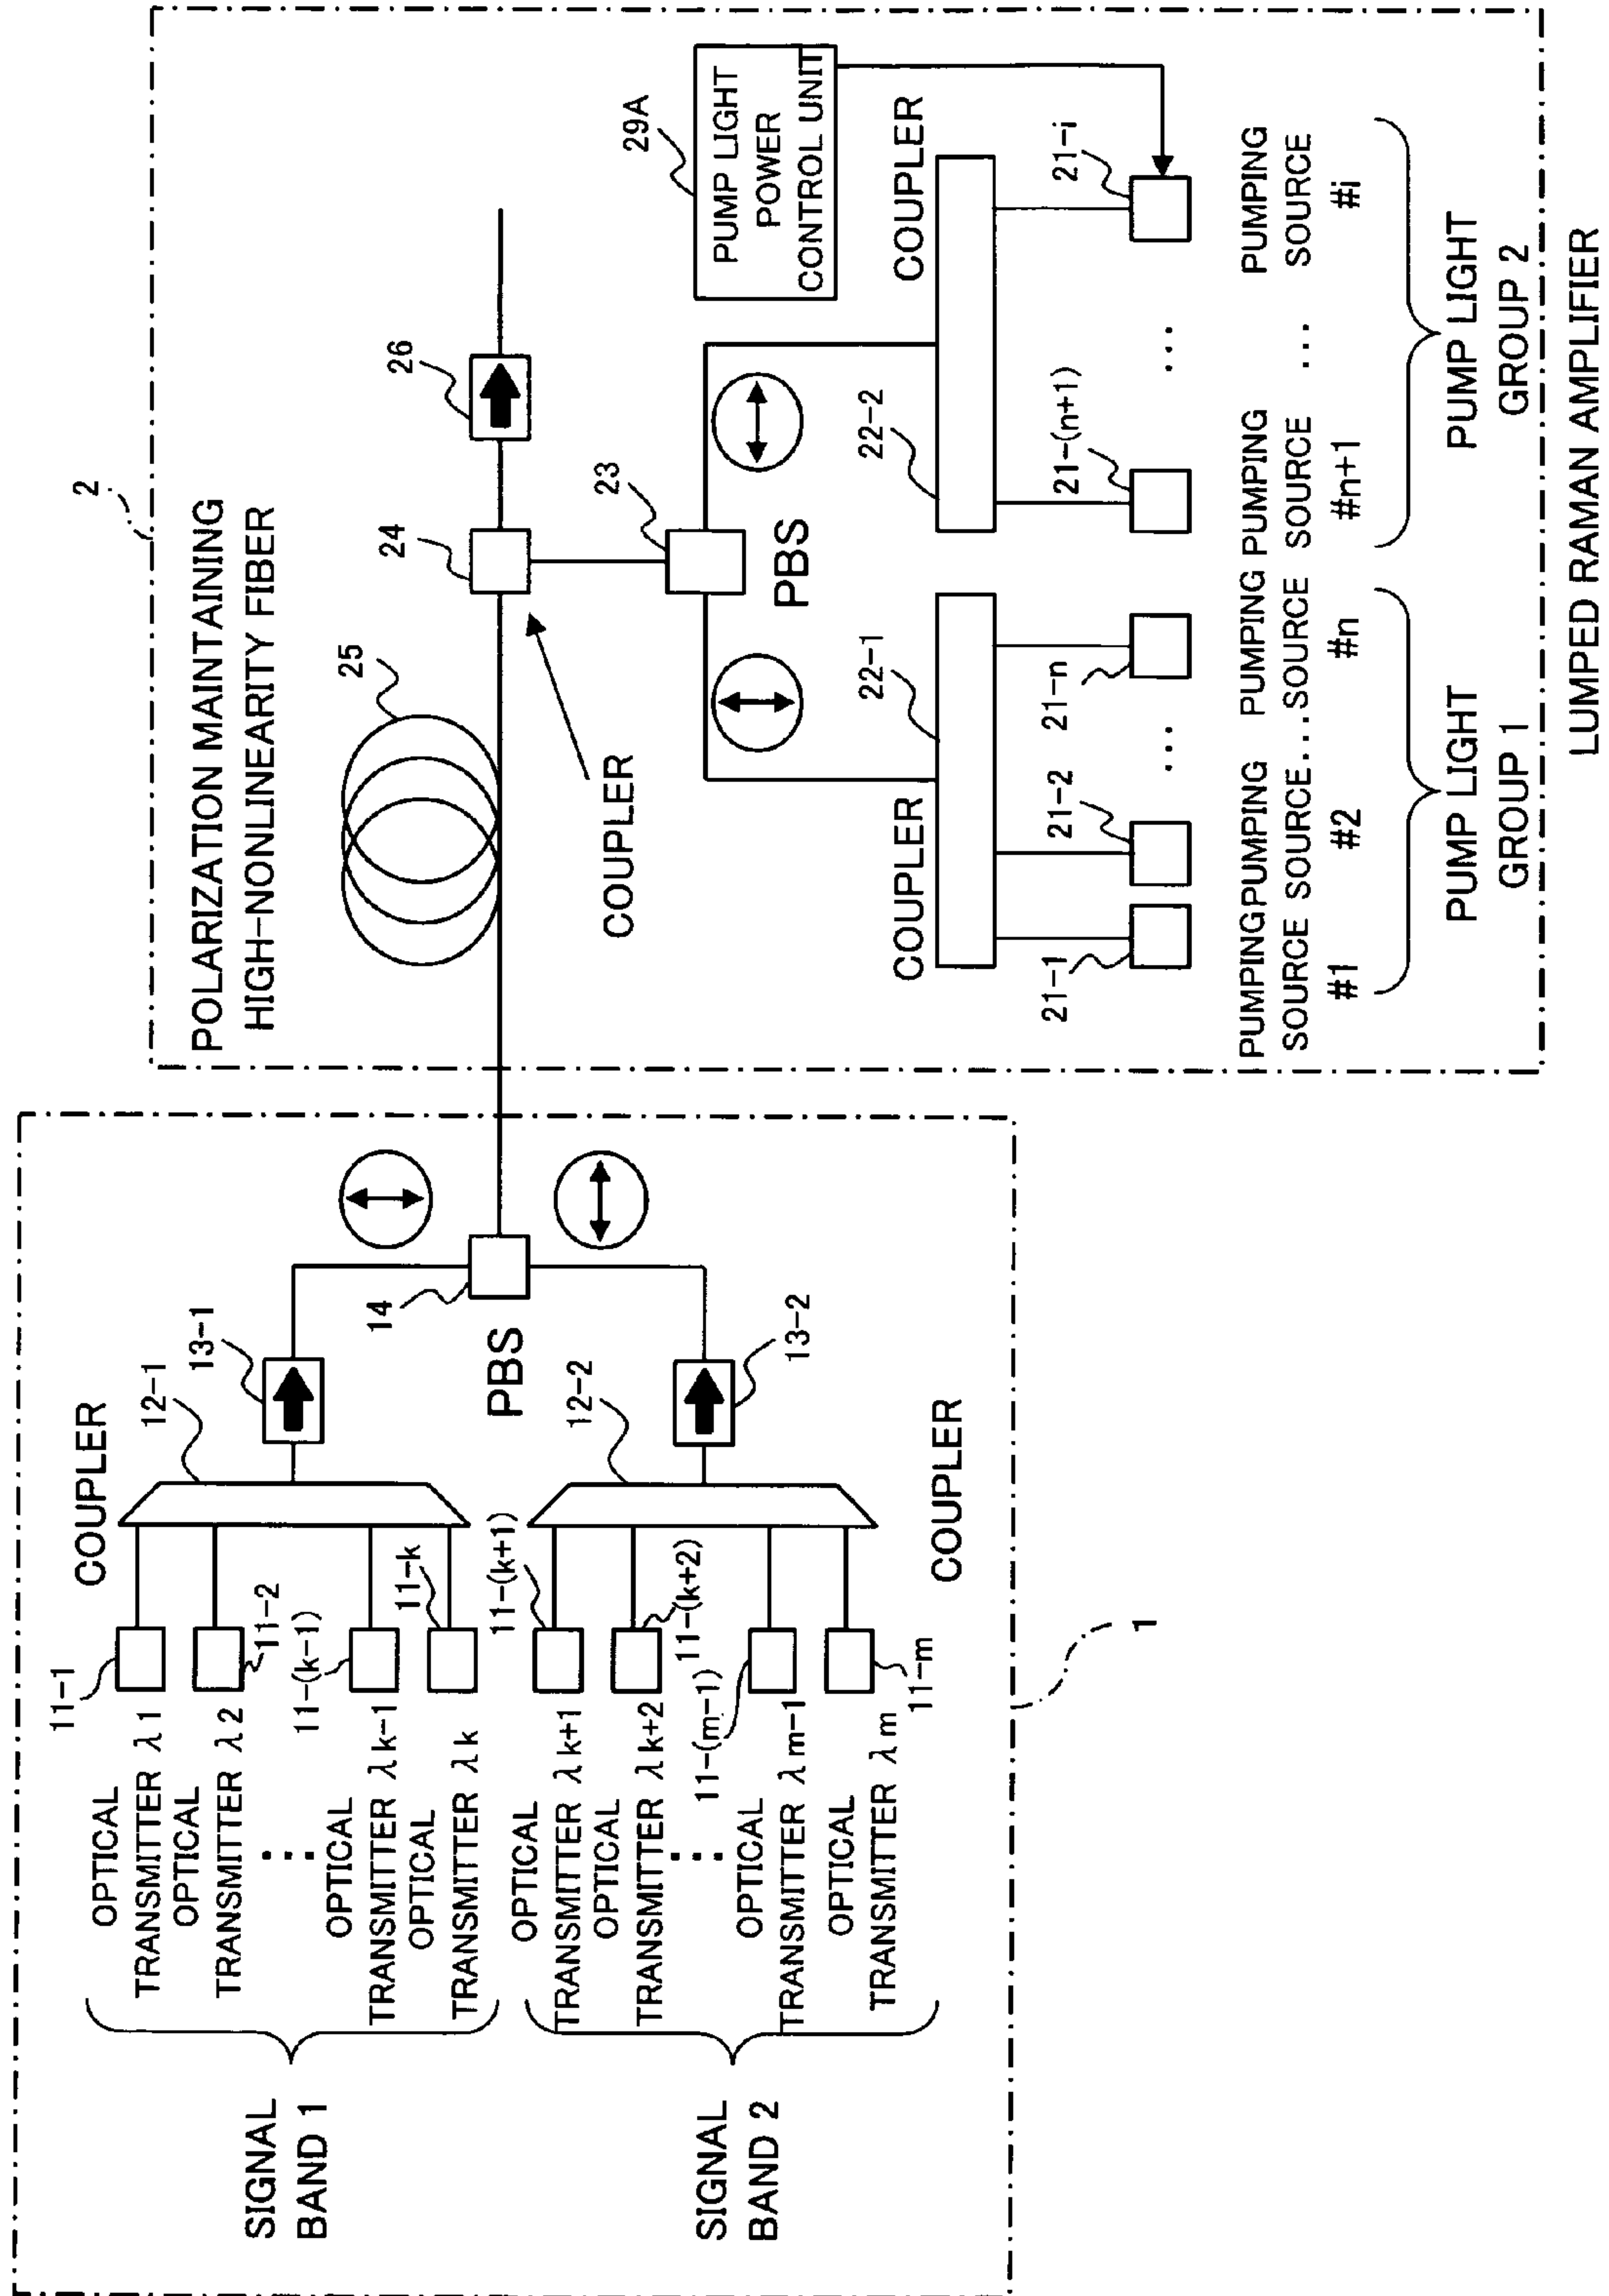 SIGNAL
BAND 1
SIGNAL
BAND 2
OPTICAL
TRANSMITTER λ1
OPTICAL
TRANSMITTER λ2
...
OPTICAL
TRANSMITTER λk-1
OPTICAL
TRANSMITTER λk
OPTICAL
TRANSMITTER λk+1
OPTICAL
TRANSMITTER λk+2
...
OPTICAL
TRANSMITTER λm-1
OPTICAL
TRANSMITTER λm
11-1
11-2
11-(k-1)
11-k
11-(k+1)
11-(k+2)
11-(m-1)
11-m
COUPLER
12-1
13-1
12-2
13-2
COUPLER
14
PBS
1
2
POLARIZATION MAINTAINING
HIGH-NONLINEARITY FIBER
25
24
26
COUPLER
23
PBS
29A
PUMP LIGHT
POWER
CONTROL UNIT
COUPLER
22-1
22-2
COUPLER
21-1
21-2
...
21-n
21-(n+1)
...
21-i
PUMPING PUMPING PUMPING PUMPING PUMPING
SOURCE SOURCE...SOURCE SOURCE ... SOURCE
#1 #2 #n #n+1 #i
PUMP LIGHT
GROUP 1
PUMP LIGHT
GROUP 2
LUMPED RAMAN AMPLIFIER